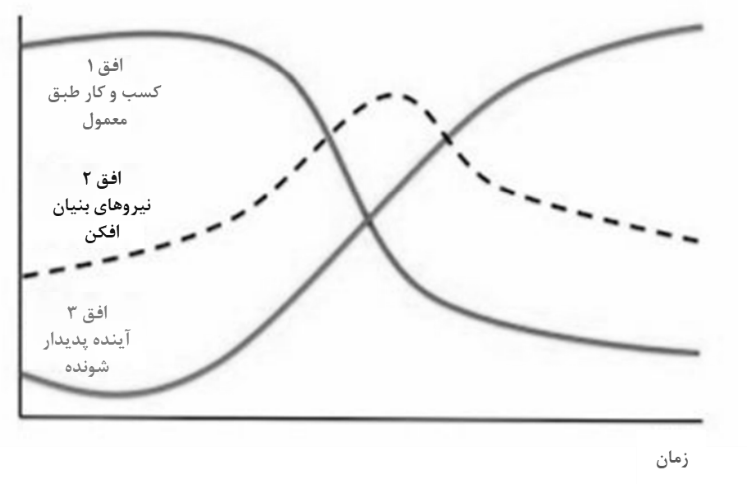 افق ۱
کسب و کار طبق
معمول
افق ۲
نیروهای بنیان
افکن
افق ۳
آینده پدیدار
شونده
زمان